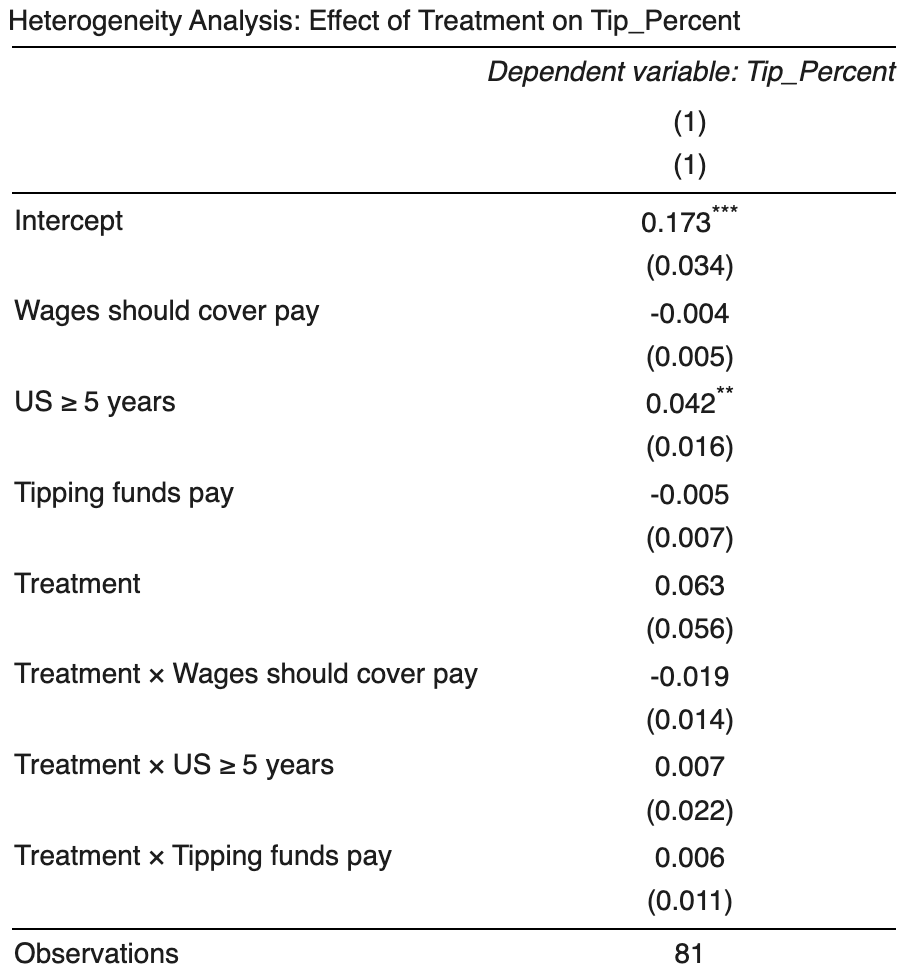 Heterogeneity Analysis: Effect of Treatment on Tip_Percent
Dependent variable: Tip_Percent
(1)
(1)
Intercept 0.173***
(0.034)
Wages should cover pay -0.004
(0.005)
US ≥ 5 years 0.042**
(0.016)
Tipping funds pay -0.005
(0.007)
Treatment 0.063
(0.056)
Treatment × Wages should cover pay -0.019
(0.014)
Treatment × US ≥ 5 years 0.007
(0.022)
Treatment × Tipping funds pay 0.006
(0.011)
Observations 81